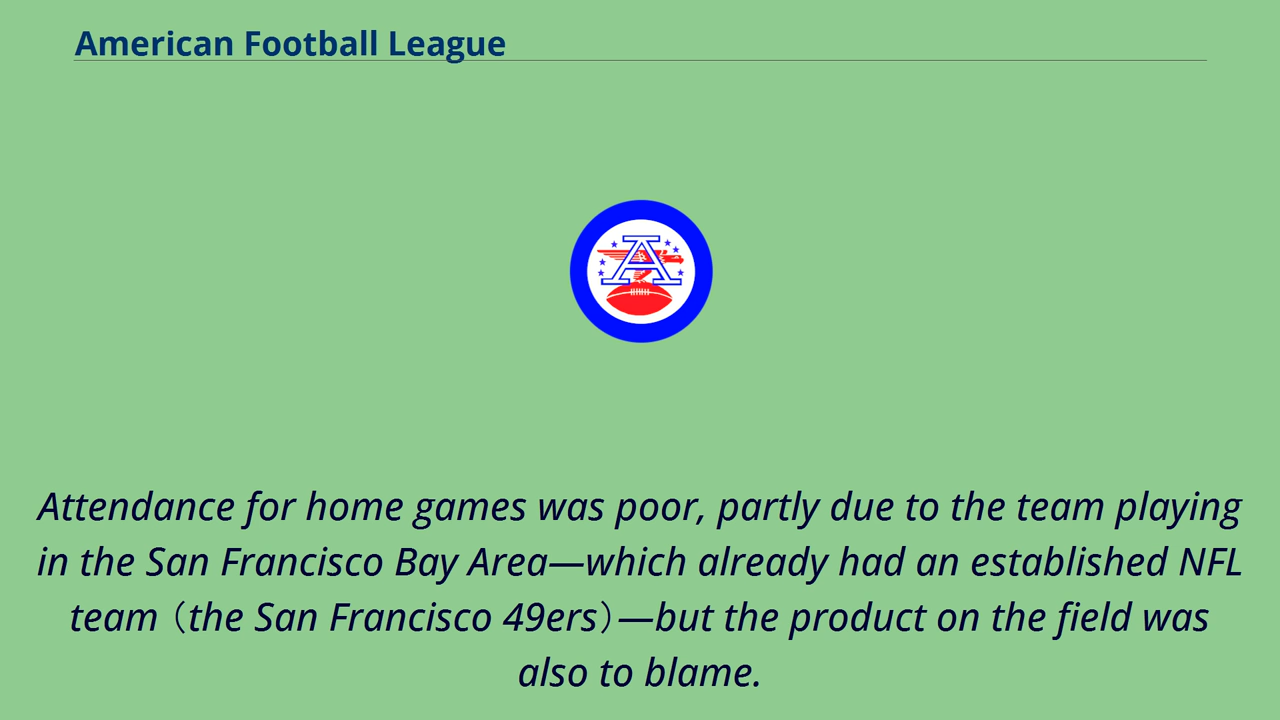 American Football League
A
Attendance for home games was poor, partly due to the team playing
in the San Francisco Bay Area—which already had an established NFL
team（the San Francisco 49ers）—but the product on the field was
also to blame.